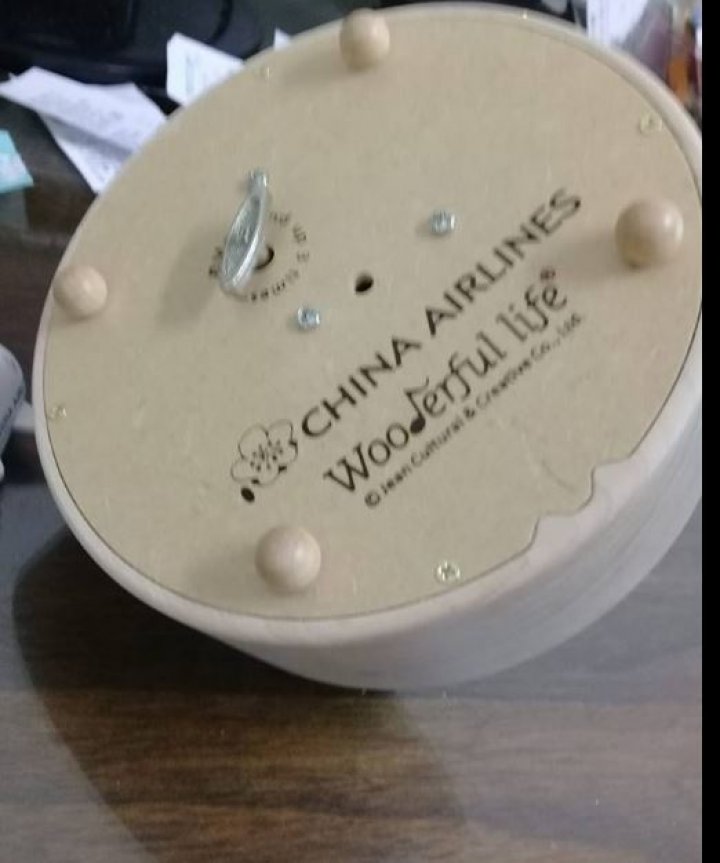 CHINA AIRLINES
Wooderful life®
© Jean Cultural & Creative Co., Ltd.